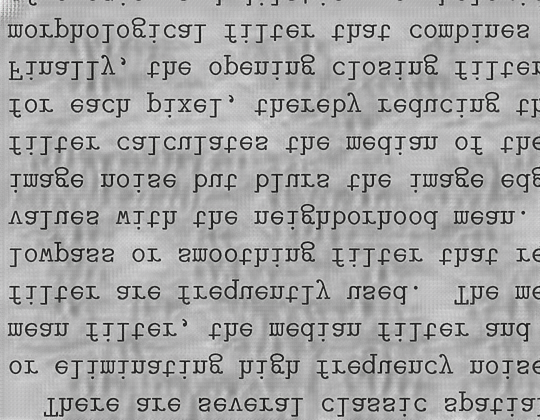 There are several classic spatial
or eliminating high frequency noise
mean filter, the median filter and
filter are frequently used. The me
lowpass or smoothing filter that re
values with the neighborhood mean.
image noise but blurs the image edg
filter calculates the median of the
for each pixel, thereby reducing th
Finally, the opening closing filter
morphological filter that combines